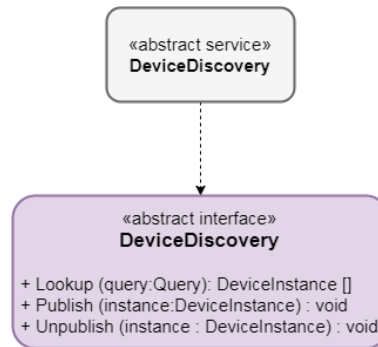 «abstract service»
DeviceDiscovery
«abstract interface»
DeviceDiscovery
+ Lookup (query:Query): DeviceInstance []
+ Publish (instance:DeviceInstance) : void
+ Unpublish (instance : DeviceInstance) : void